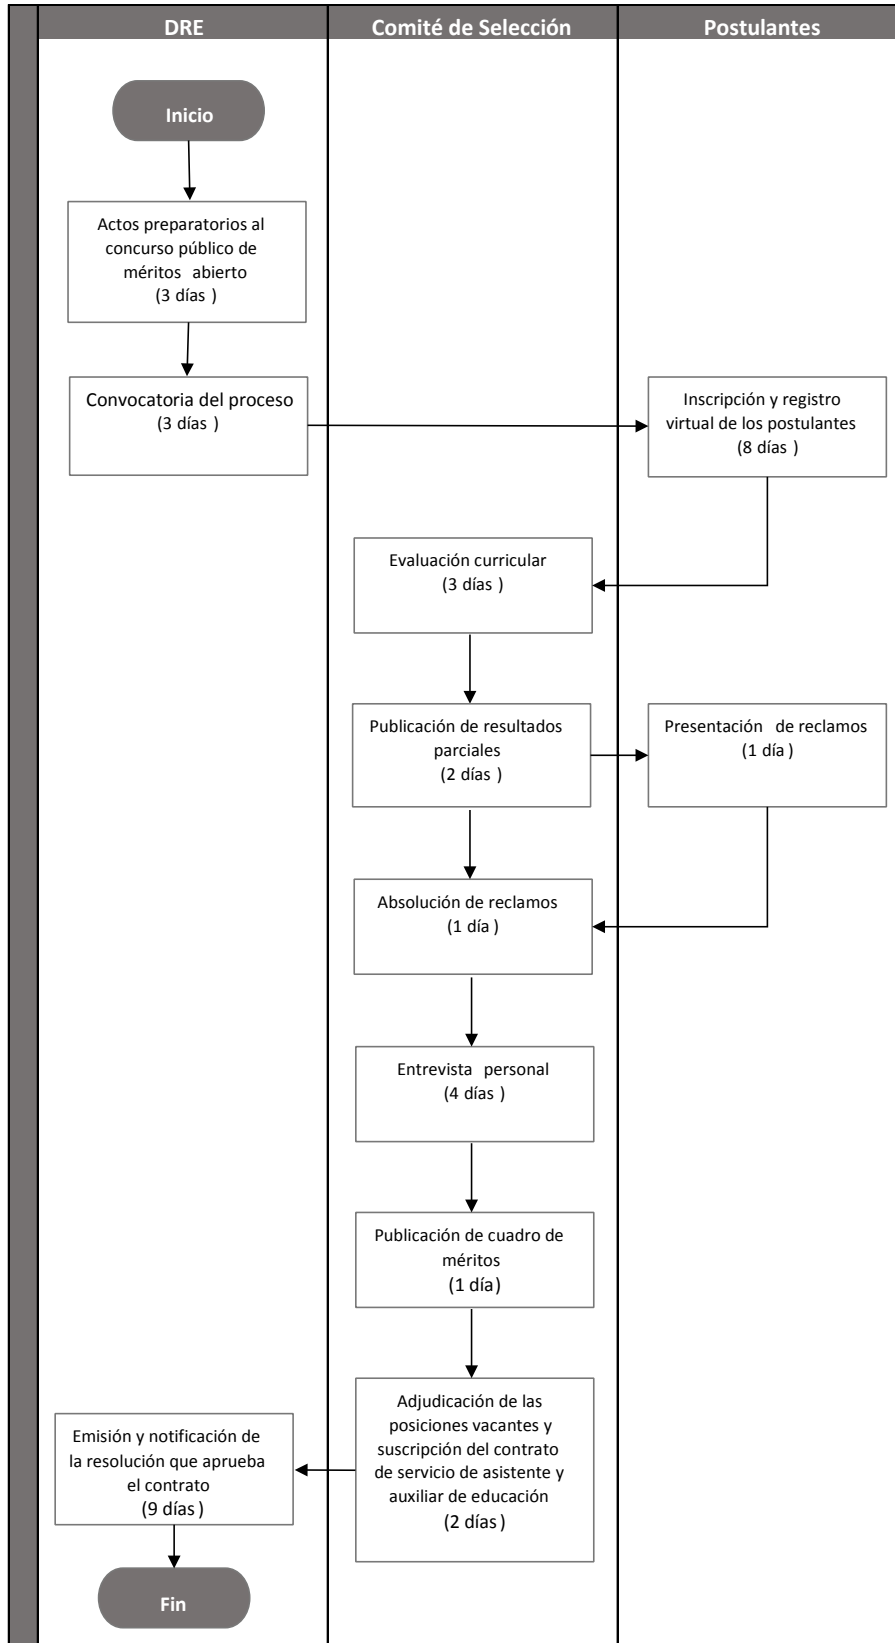 DRE
Comité de Selección
Postulantes
Inicio
Actos preparatorios al
concurso público de
méritos abierto
(3 días )
Convocatoria del proceso
(3 días )
Inscripción y registro
virtual de los postulantes
(8 días )
Evaluación curricular
(3 días )
Publicación de resultados
parciales
(2 días )
Presentación de reclamos
(1 día )
Absolución de reclamos
(1 día )
Entrevista personal
(4 días )
Publicación de cuadro de
méritos
(1 día)
Adjudicación de las
posiciones vacantes y
suscripción del contrato
de servicio de asistente y
auxiliar de educación
(2 días )
Emisión y notificación de
la resolución que aprueba
el contrato
(9 días )
Fin